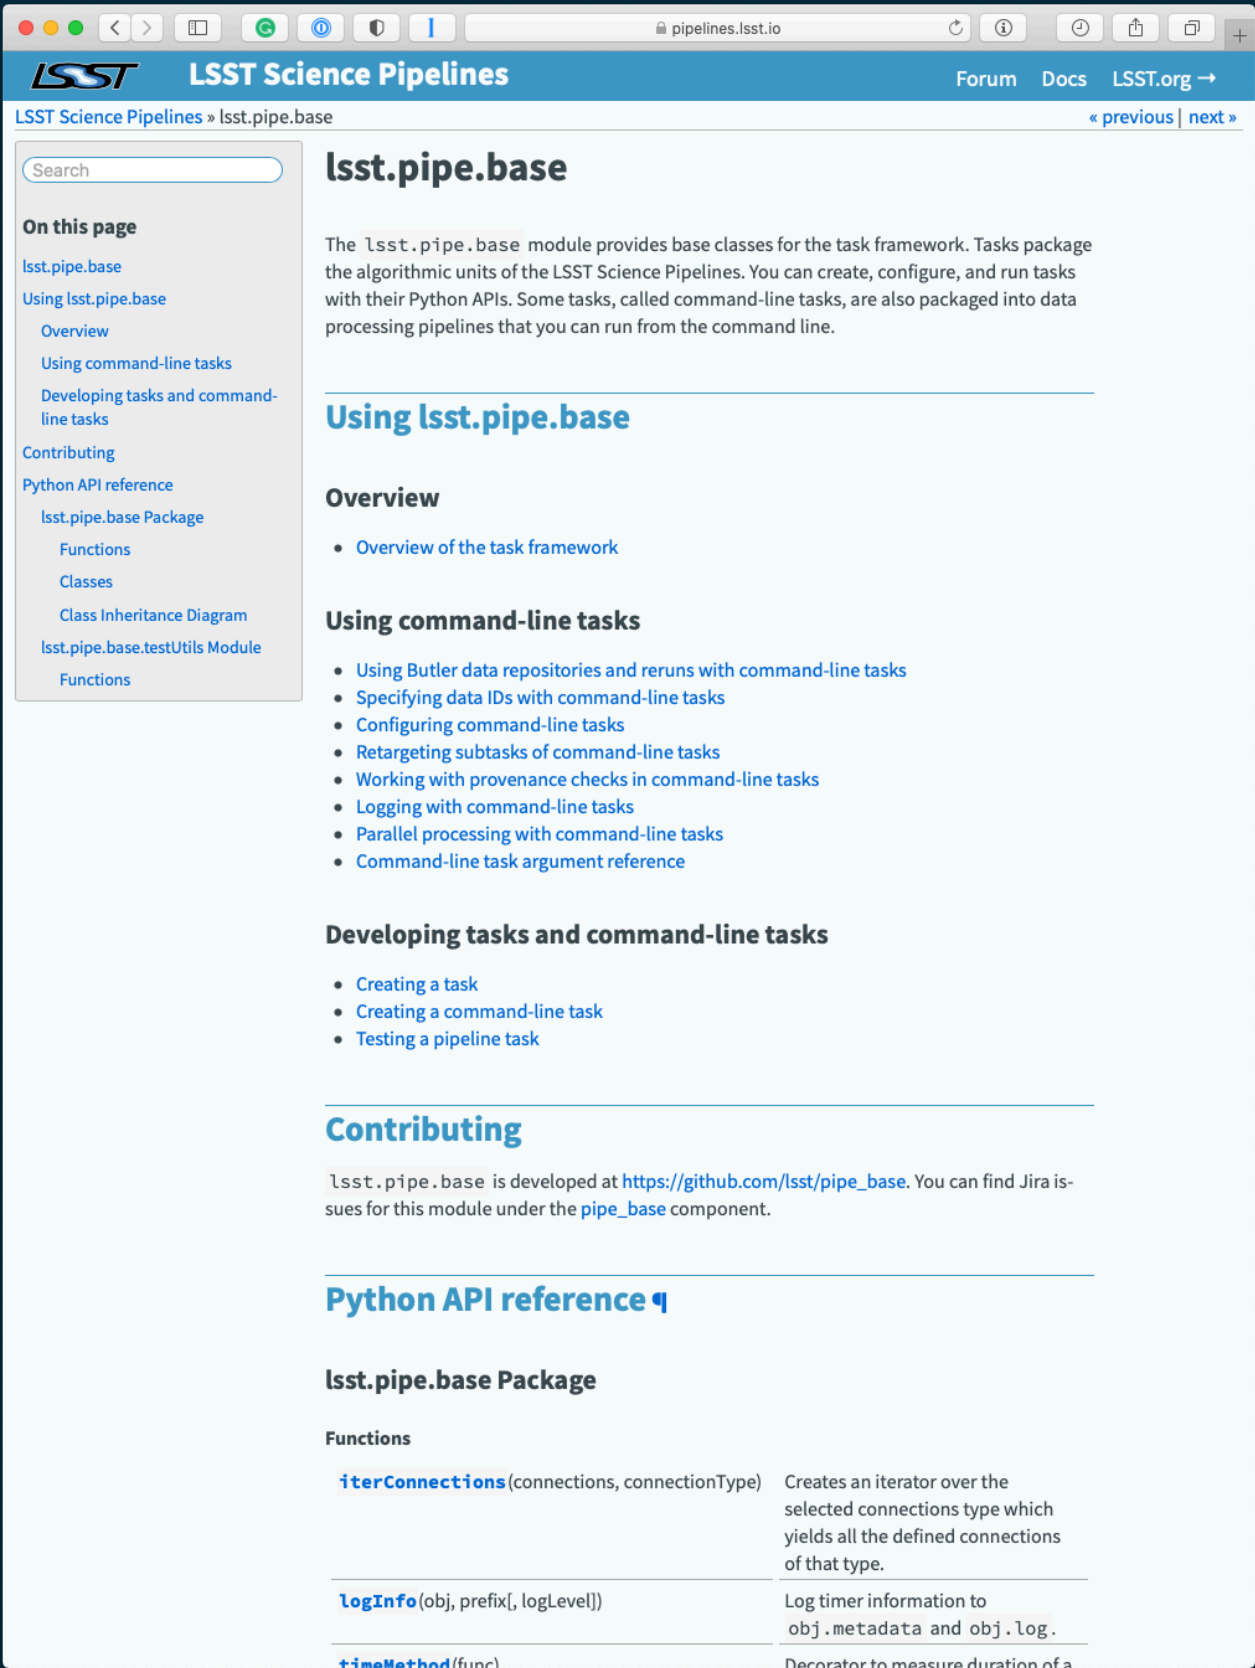 pipelines.lsst.io
LSST
LSST Science Pipelines
Forum Docs LSST.org →
LSST Science Pipelines » lsst.pipe.base
« previous | next »
Search
On this page
lsst.pipe.base
Using lsst.pipe.base
Overview
Using command-line tasks
Developing tasks and command-
line tasks
Contributing
Python API reference
lsst.pipe.base Package
Functions
Classes
Class Inheritance Diagram
lsst.pipe.base.testUtils Module
Functions
lsst.pipe.base
The lsst.pipe.base module provides base classes for the task framework. Tasks package
the algorithmic units of the LSST Science Pipelines. You can create, configure, and run tasks
with their Python APIs. Some tasks, called command-line tasks, are also packaged into data
processing pipelines that you can run from the command line.
Using lsst.pipe.base
Overview
• Overview of the task framework
Using command-line tasks
• Using Butler data repositories and reruns with command-line tasks
• Specifying data IDs with command-line tasks
• Configuring command-line tasks
• Retargeting subtasks of command-line tasks
• Working with provenance checks in command-line tasks
• Logging with command-line tasks
• Parallel processing with command-line tasks
• Command-line task argument reference
Developing tasks and command-line tasks
• Creating a task
• Creating a command-line task
• Testing a pipeline task
Contributing
lsst.pipe.base is developed at https://github.com/lsst/pipe_base. You can find Jira is-
sues for this module under the pipe_base component.
Python API reference ¶
lsst.pipe.base Package
Functions
iterConnections(connections, connectionType)
Creates an iterator over the
selected connections type which
yields all the defined connections
of that type.
logInfo(obj, prefix[, logLevel])
Log timer information to
obj.metadata and obj.log.
timeMethod(func)
Decorator to measure duration of a